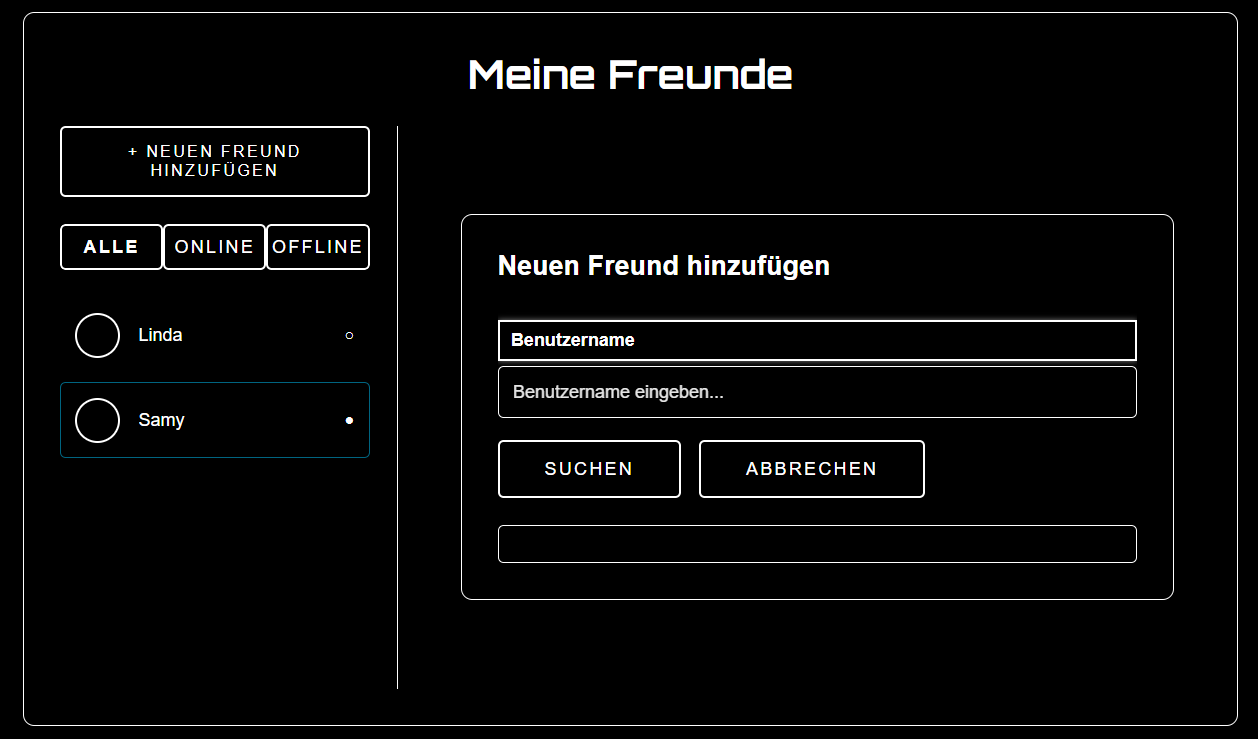 Meine Freunde
+ NEUEN FREUND
HINZUFÜGEN
ALLE
ONLINE
OFFLINE
Linda
Samy
Neuen Freund hinzufügen
Benutzername
Benutzername eingeben...
SUCHEN
ABBRECHEN